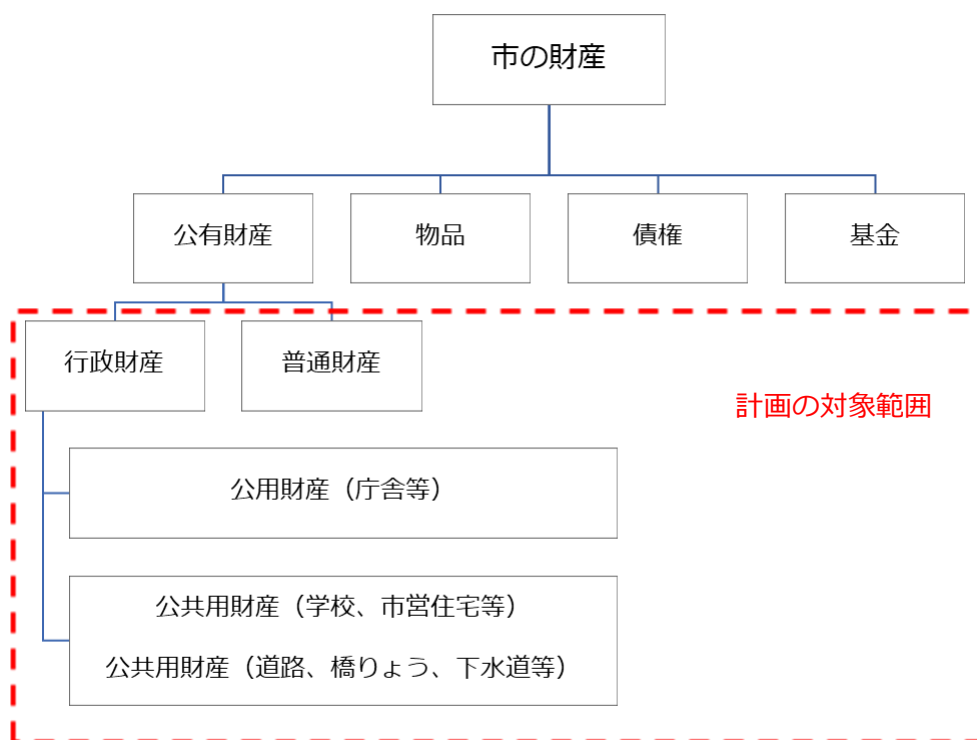 市の財産
公有財産
物品
債権
基金
行政財産
普通財産
計画の対象範囲
公用財産（庁舎等）
公共用財産（学校、市営住宅等）
公共用財産（道路、橋りょう、下水道等）